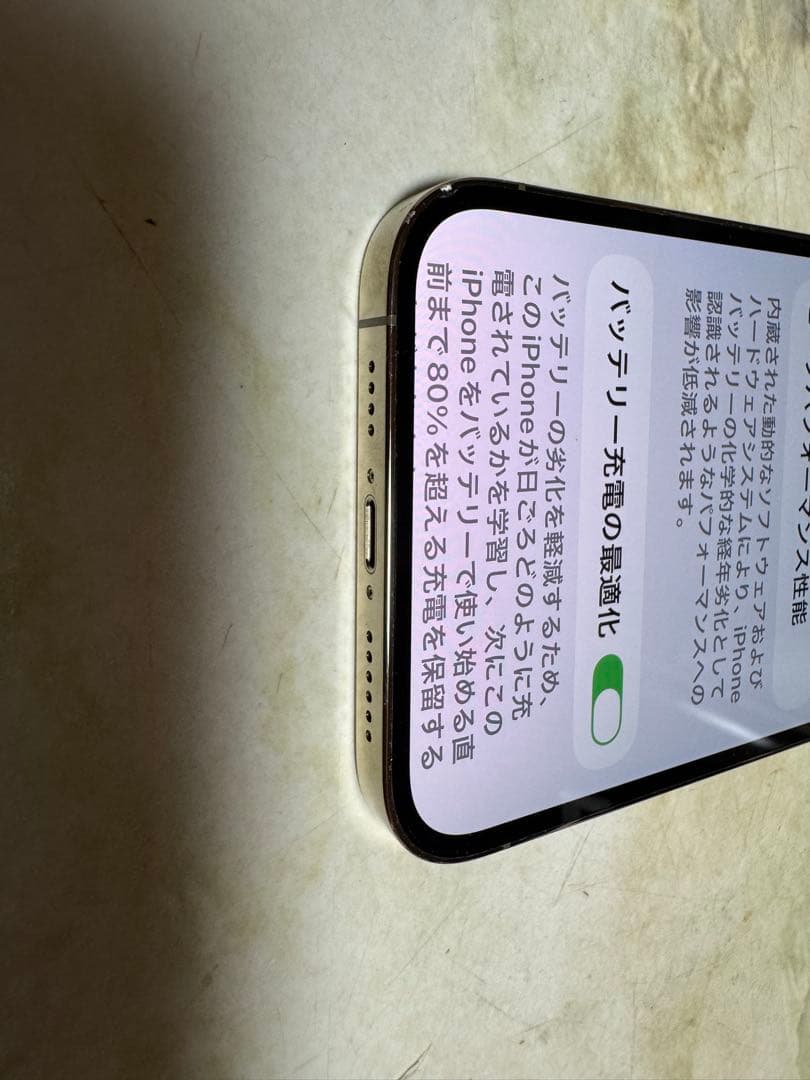 パフォーマンス性能
内蔵された動的なソフトウェアおよび
ハードウェアシステムにより、iPhone
バッテリーの化学的な経年劣化として
認識されるようなパフォーマンスへの
影響が低減されます。
バッテリー充電の最適化
バッテリーの劣化を軽減するため、
このiPhoneが日ごろどのように充
電されているかを学習し、次にこの
iPhoneをバッテリーで使い始める直
前まで80%を超える充電を保留する